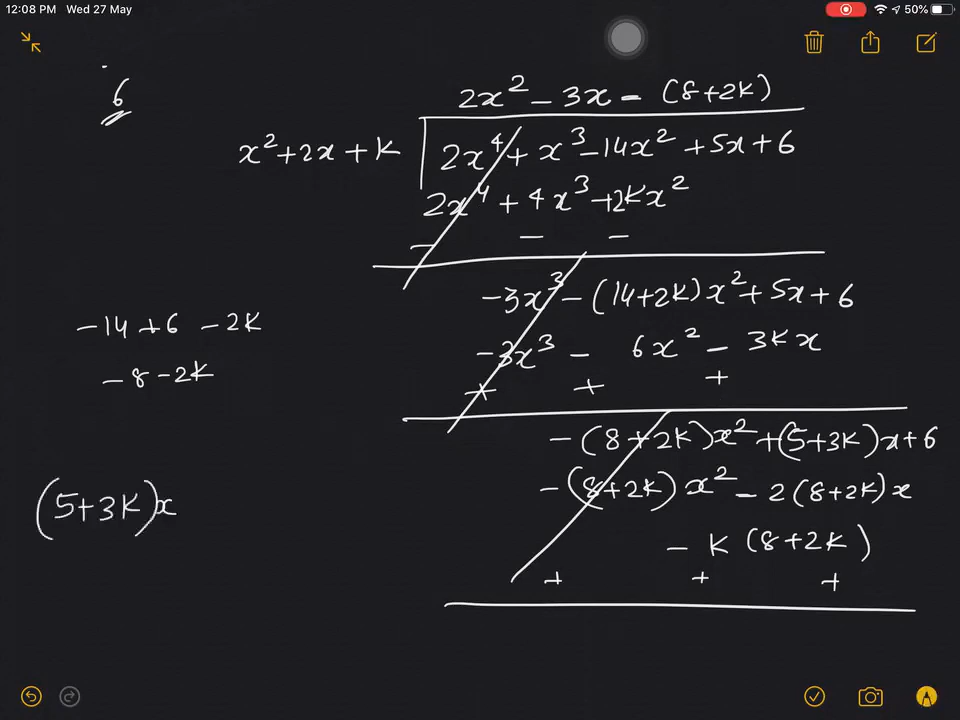 12:08 PM Wed 27 May 50%
6
2x² - 3x - (8+2K)
x²+2x+K 2x⁴ + x³ - 14x² + 5x + 6
2x⁴ + 4x³ + 2Kx²
- - -
-3x³ - (14+2K)x² + 5x + 6
-14 + 6 - 2K
-3x³ - 6x² - 3Kx
-8 - 2K
+ + +
-(8+2K)x² + (5+3K)x + 6
(5+3K)x
-(8+2K)x² - 2(8+2K)x
- K(8+2K)
+ + +